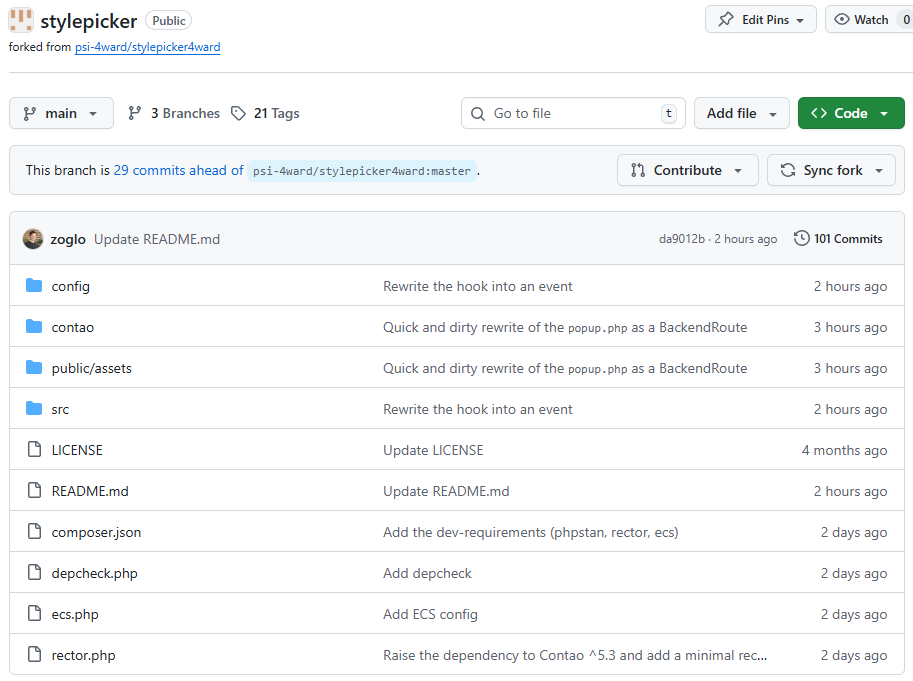 stylepicker Public Edit Pins Watch 0
forked from psi-4ward/stylepicker4ward
main 3 Branches 21 Tags Go to file t Add file Code
This branch is 29 commits ahead of psi-4ward/stylepicker4ward:master . Contribute Sync fork
zoglo Update README.md da9012b · 2 hours ago 101 Commits
config Rewrite the hook into an event 2 hours ago
contao Quick and dirty rewrite of the popup.php as a BackendRoute 3 hours ago
public/assets Quick and dirty rewrite of the popup.php as a BackendRoute 3 hours ago
src Rewrite the hook into an event 2 hours ago
LICENSE Update LICENSE 4 months ago
README.md Update README.md 2 hours ago
composer.json Add the dev-requirements (phpstan, rector, ecs) 2 days ago
depcheck.php Add depcheck 2 days ago
ecs.php Add ECS config 2 days ago
rector.php Raise the dependency to Contao ^5.3 and add a minimal rec... 2 days ago